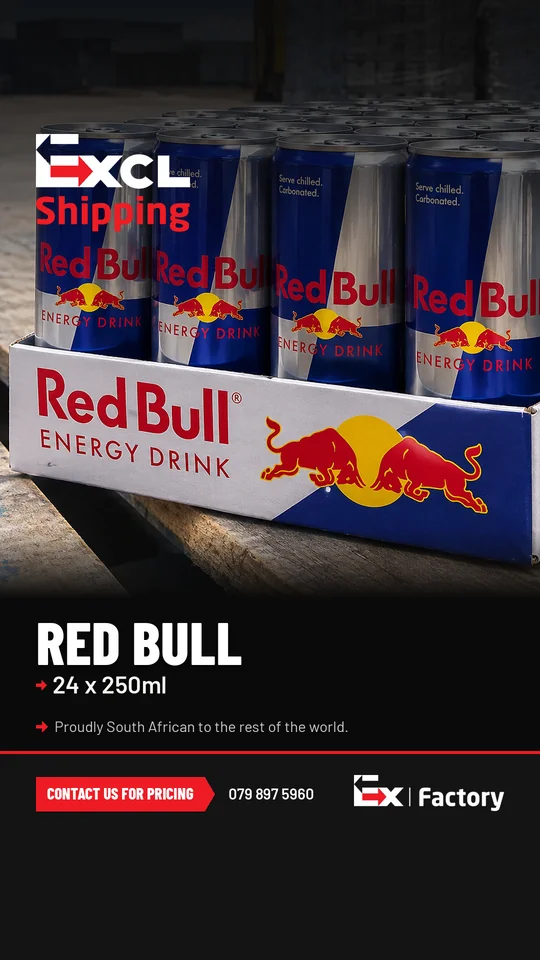 EXCL
Shipping
Serve chilled.
Carbonated.
Serve chilled.
Carbonated.
Red Bull
ENERGY DRINK
Red Bull
ENERGY DRINK
Red Bull
ENERGY DRINK
Red Bull
ENERGY DRINK
Red Bull®
ENERGY DRINK
RED BULL
24 x 250ml
Proudly South African to the rest of the world.
CONTACT US FOR PRICING
079 897 5960
Ex | Factory